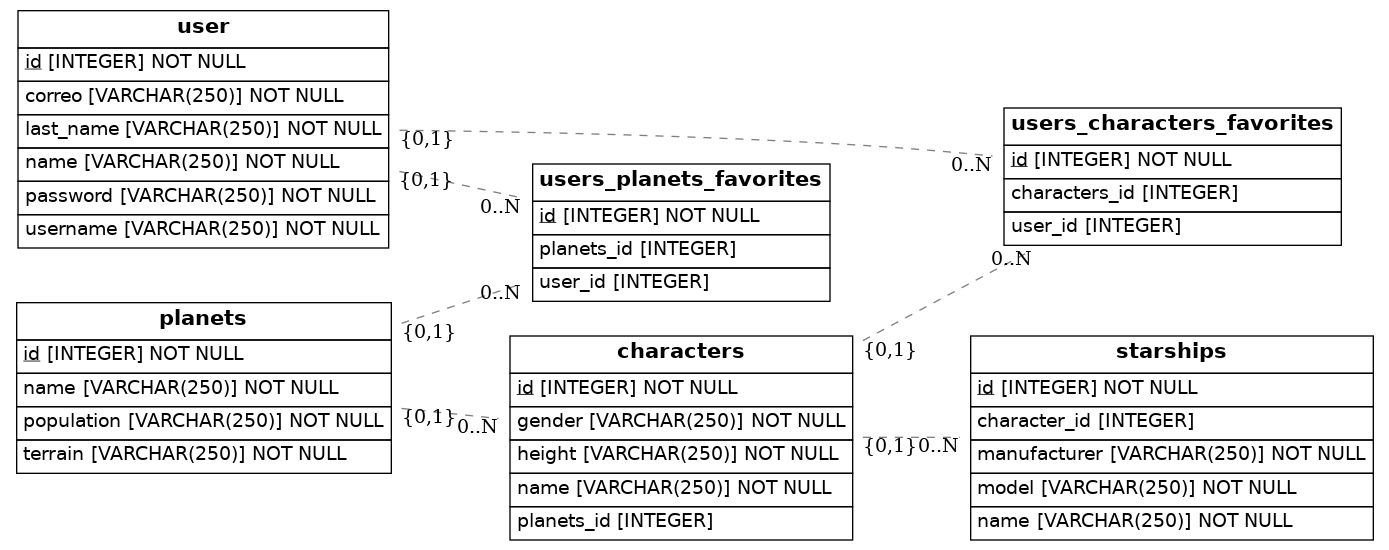 user
id [INTEGER] NOT NULL
correo [VARCHAR(250)] NOT NULL
last_name [VARCHAR(250)] NOT NULL
name [VARCHAR(250)] NOT NULL
password [VARCHAR(250)] NOT NULL
username [VARCHAR(250)] NOT NULL
{0,1}
0..N
{0,1}
0..N
users_planets_favorites
id [INTEGER] NOT NULL
planets_id [INTEGER]
user_id [INTEGER]
users_characters_favorites
id [INTEGER] NOT NULL
characters_id [INTEGER]
user_id [INTEGER]
0..N
{0,1}
0..N
{0,1}
planets
id [INTEGER] NOT NULL
name [VARCHAR(250)] NOT NULL
population [VARCHAR(250)] NOT NULL
terrain [VARCHAR(250)] NOT NULL
{0,1}
0..N
characters
id [INTEGER] NOT NULL
gender [VARCHAR(250)] NOT NULL
height [VARCHAR(250)] NOT NULL
name [VARCHAR(250)] NOT NULL
planets_id [INTEGER]
{0,1}
0..N
starships
id [INTEGER] NOT NULL
character_id [INTEGER]
manufacturer [VARCHAR(250)] NOT NULL
model [VARCHAR(250)] NOT NULL
name [VARCHAR(250)] NOT NULL